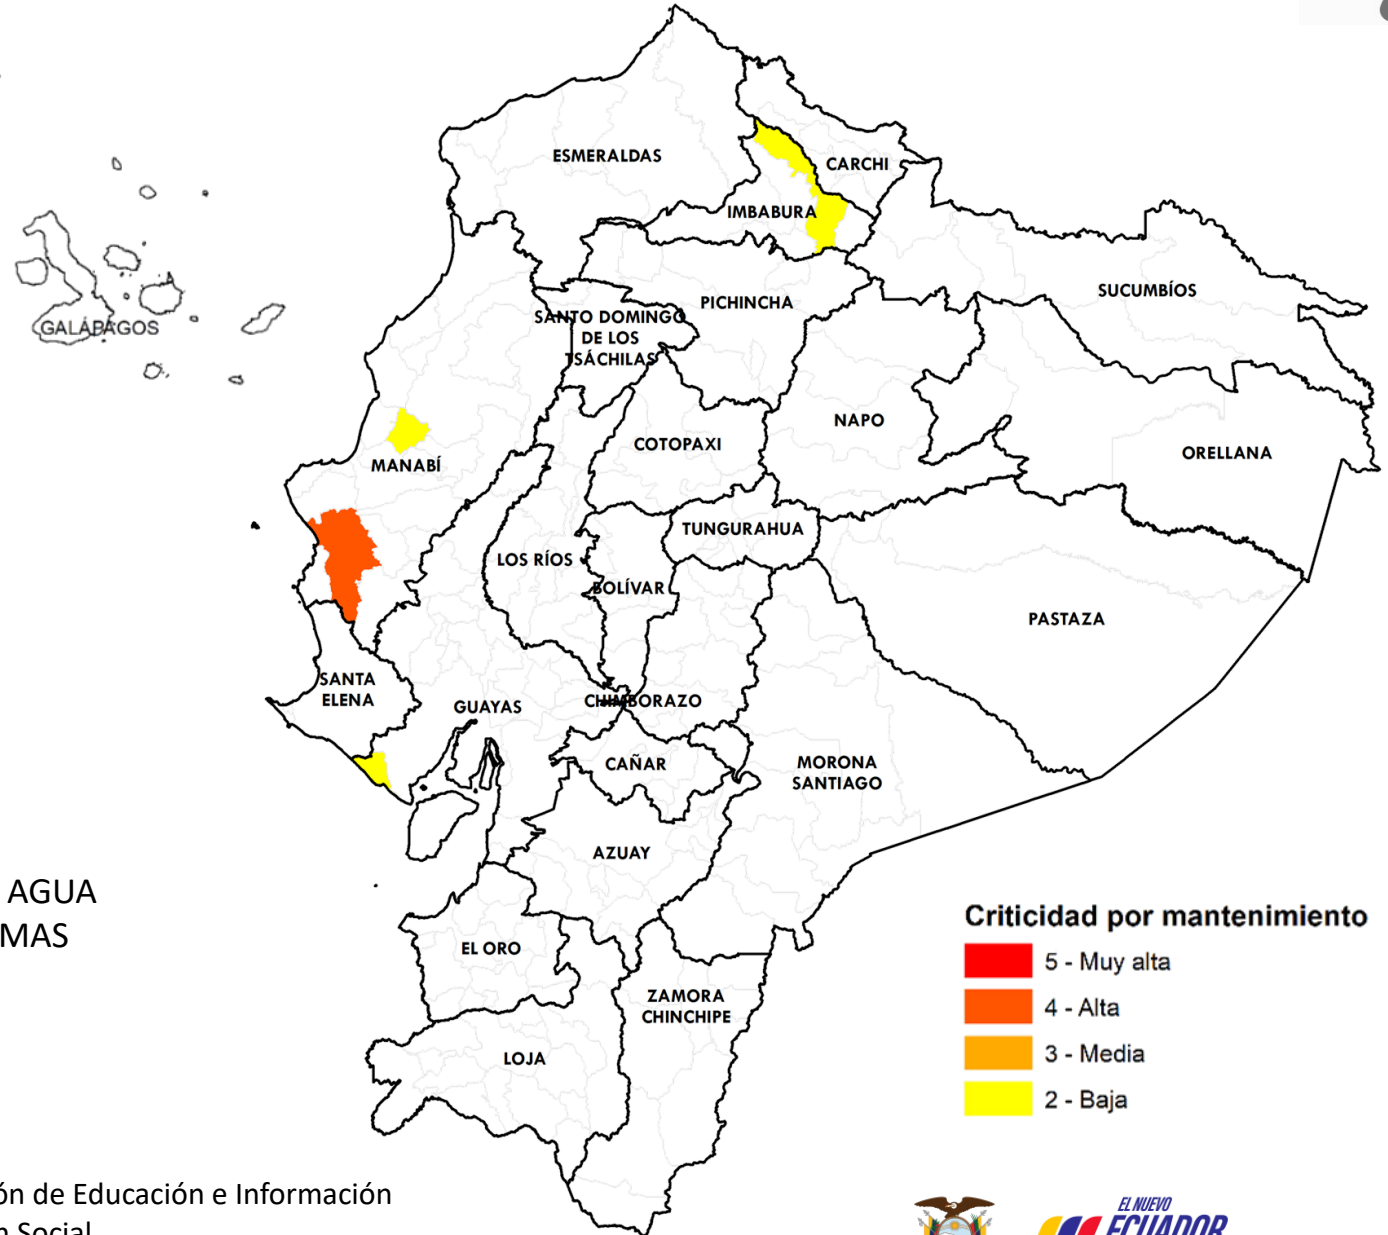 ESMERALDAS
CARCHI
IMBABURA
SUCUMBÍOS
PICHINCHA
SANTO DOMINGO
DE LOS
TSÁCHILAS
GALÁPAGOS
NAPO
COTOPAXI
ORELLANA
MANABÍ
TUNGURAHUA
LOS RÍOS
BOLÍVAR
PASTAZA
SANTA
ELENA
GUAYAS
CHIMBORAZO
CAÑAR
MORONA
SANTIAGO
AZUAY
AGUA
MAS
EL ORO
ZAMORA
CHINCHIPE
LOJA
Criticidad por mantenimiento
5 - Muy alta
4 - Alta
3 - Media
2 - Baja
ón de Educación e Información
n Social
EL NUEVO
ECUADOR